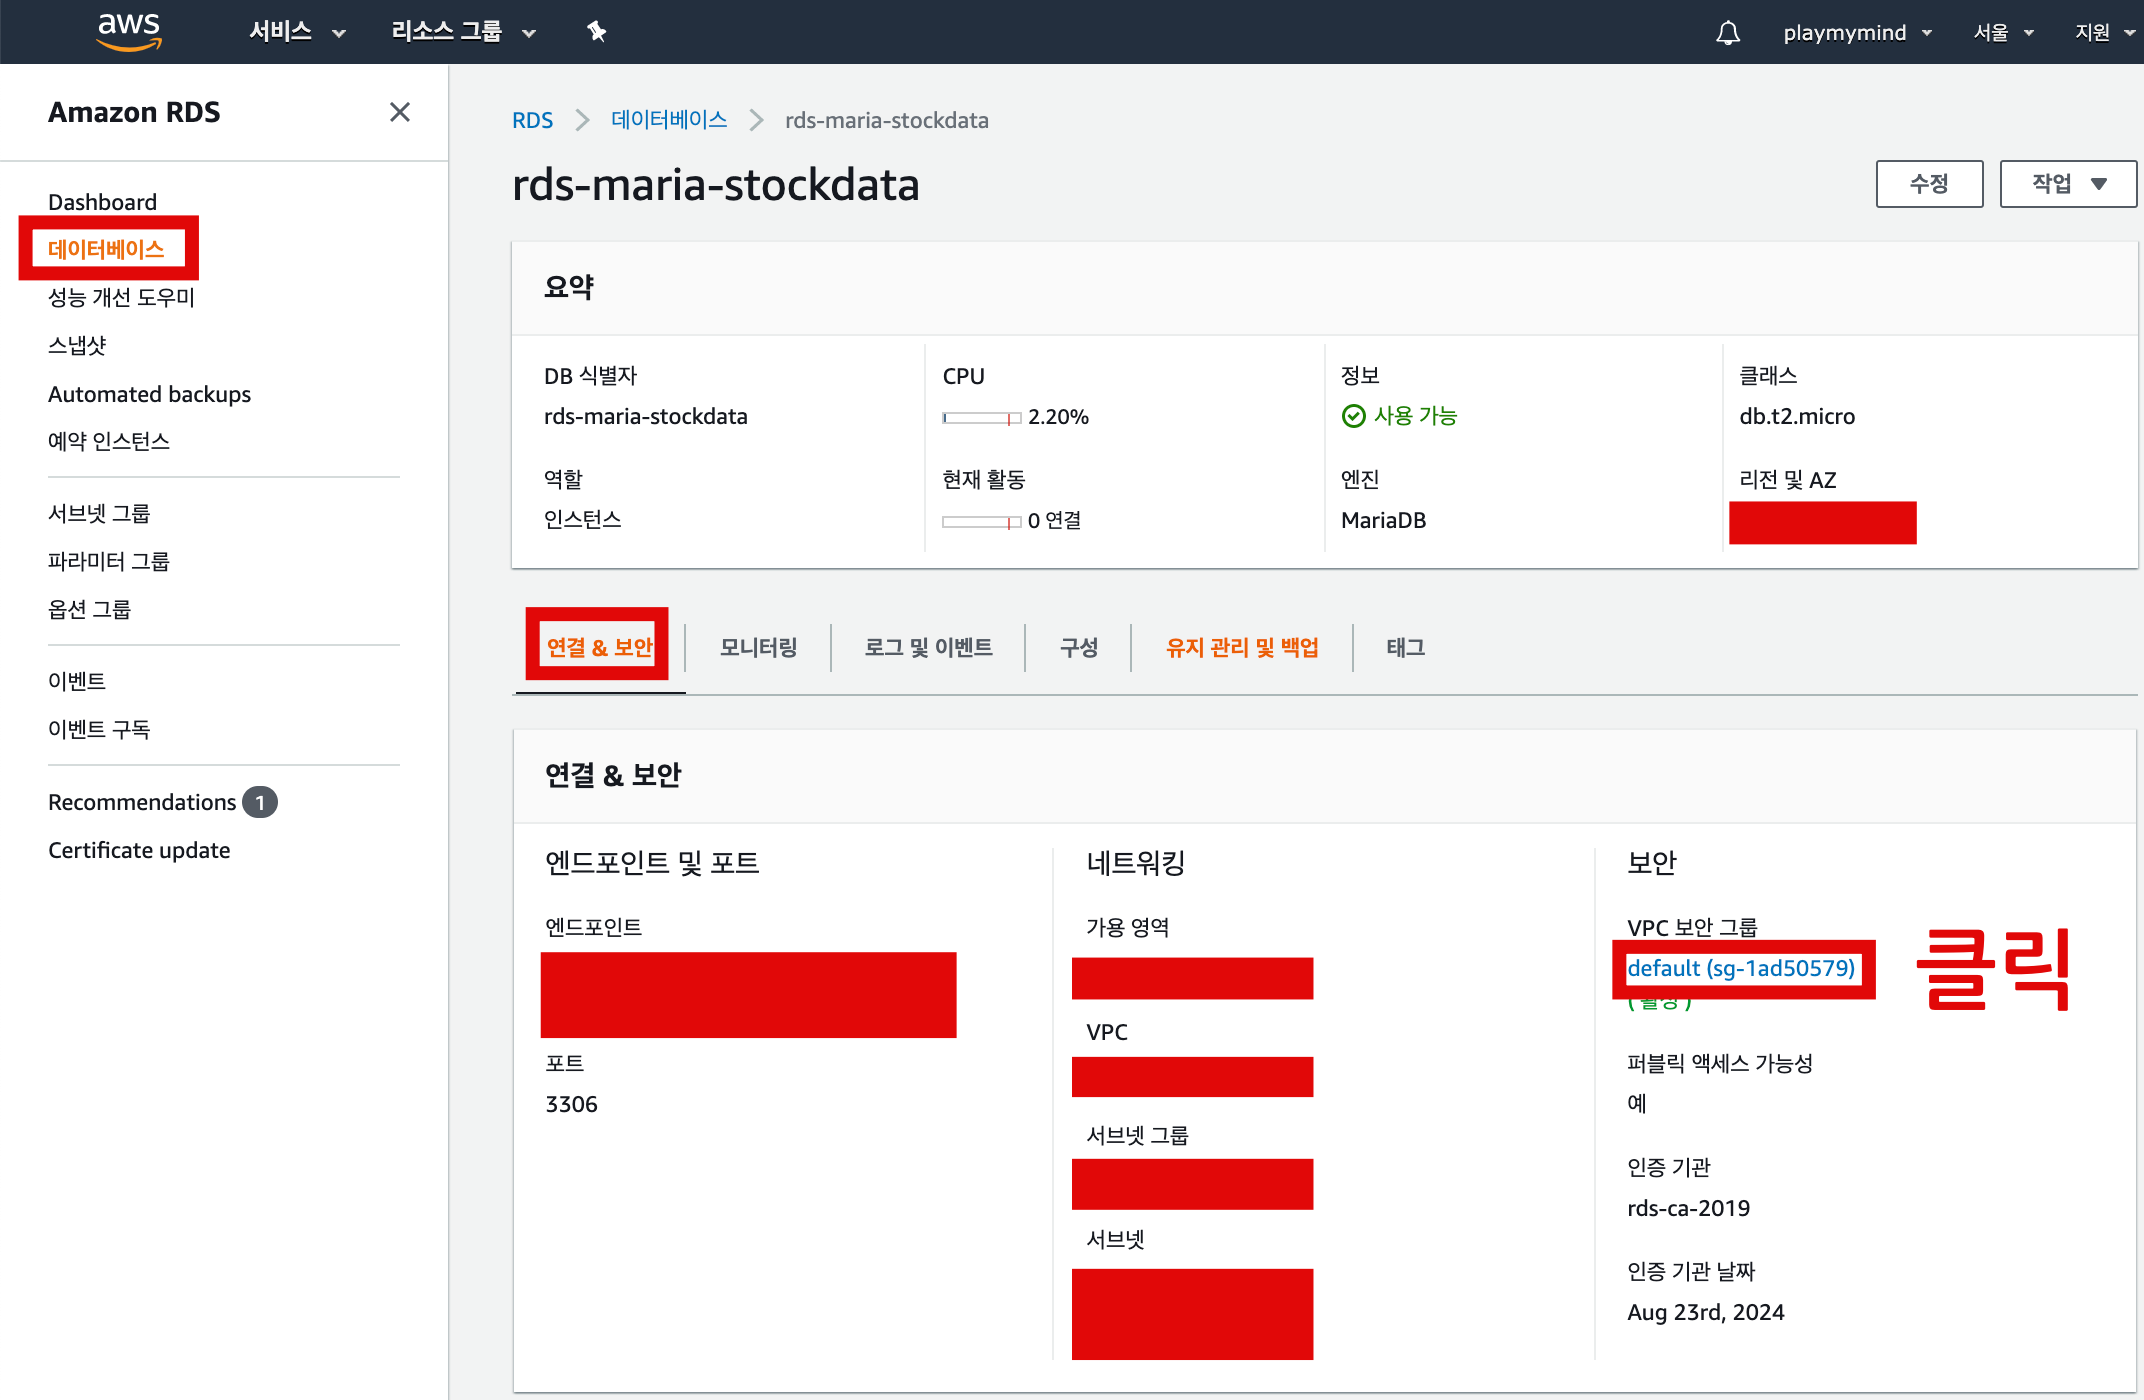 aws 서비스 리소스 그룹 playmymind 서울 지원
Amazon RDS
Dashboard
데이터베이스
성능 개선 도우미
스냅샷
Automated backups
예약 인스턴스
서브넷 그룹
파라미터 그룹
옵션 그룹
이벤트
이벤트 구독
Recommendations 1
Certificate update
RDS 데이터베이스 rds-maria-stockdata
rds-maria-stockdata
수정 작업
요약
DB 식별자
rds-maria-stockdata
역할
인스턴스
CPU
2.20%
현재 활동
0 연결
정보
사용 가능
엔진
MariaDB
클래스
db.t2.micro
리전 및 AZ
연결 & 보안 모니터링 로그 및 이벤트 구성 유지 관리 및 백업 태그
연결 & 보안
엔드포인트 및 포트
엔드포인트
포트
3306
네트워킹
가용 영역
VPC
서브넷 그룹
서브넷
보안
VPC 보안 그룹
default (sg-1ad50579)
( 활성 )
클릭
퍼블릭 액세스 가능성
예
인증 기관
rds-ca-2019
인증 기관 날짜
Aug 23rd, 2024